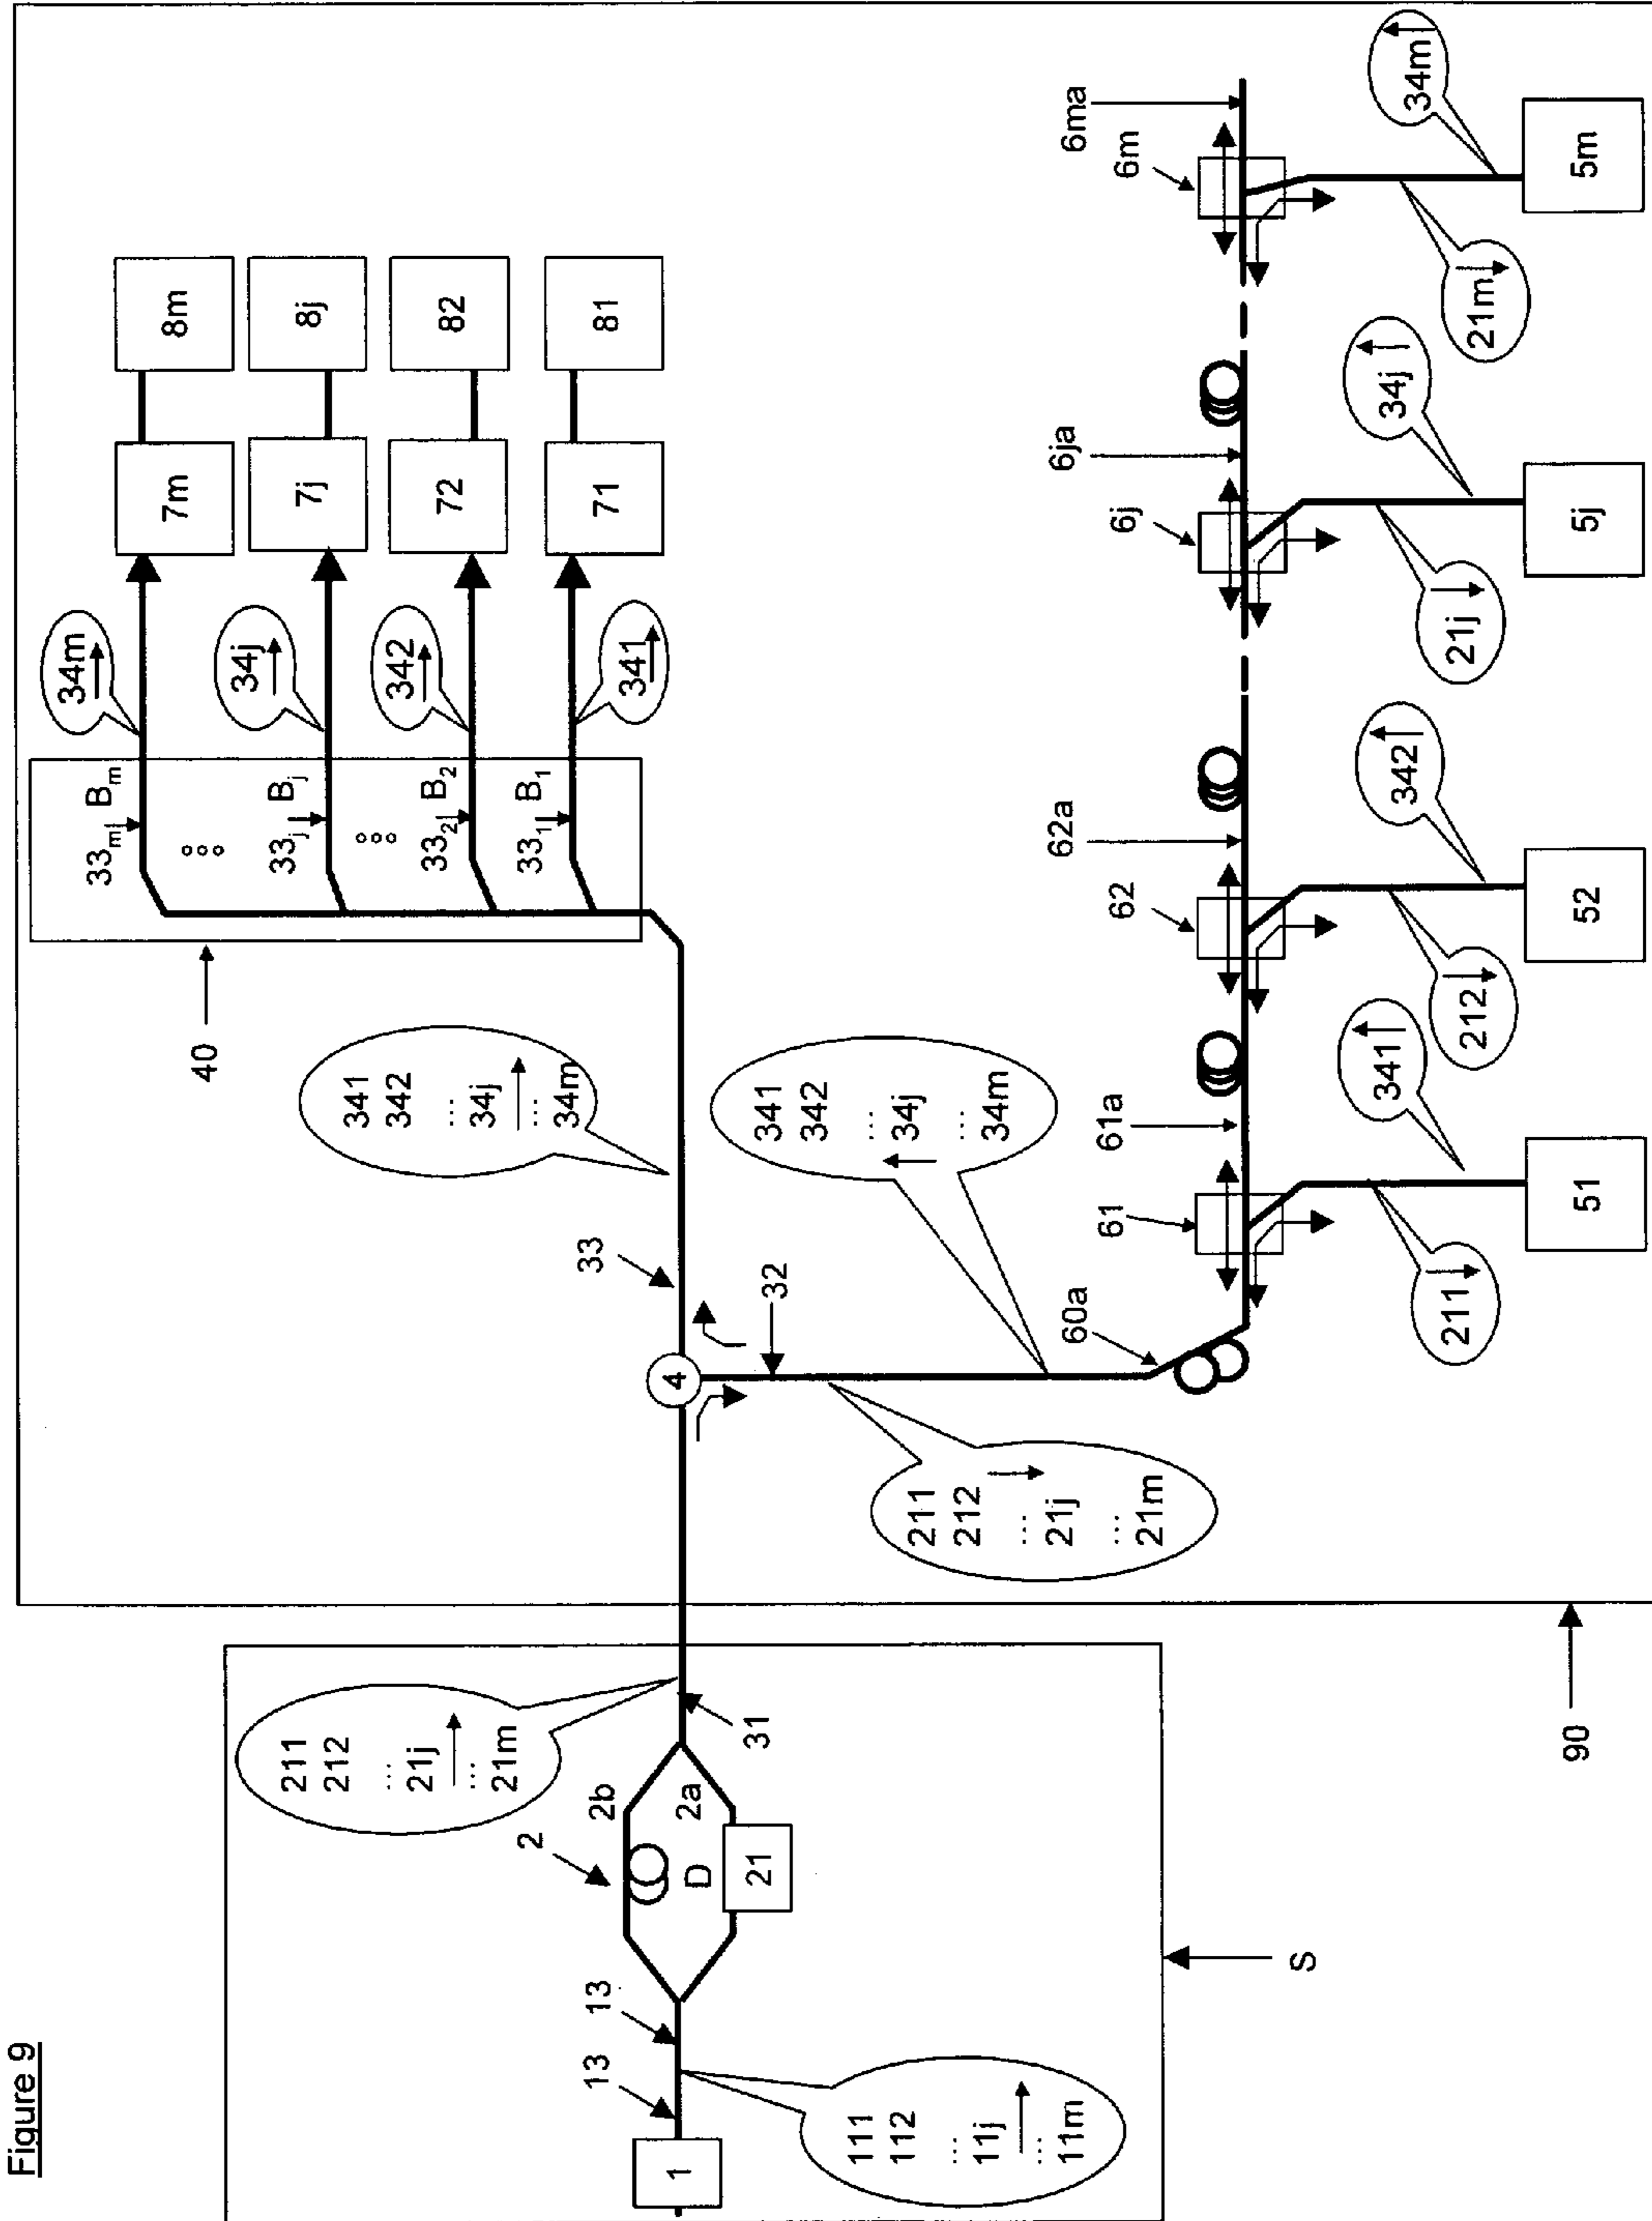 Figure 9
1
13
13
111
112
...11j
...11m
2
2b
2a
D
21
211
212
...21j
...21m
31
S
90
4
33
32
341
342
...34j
...34m
341
342
...34j
...34m
211
212
...21j
...21m
40
33m Bm
33j Bj
332 B2
331 B1
34m
34j
342
341
7m
8m
7j
8j
72
82
71
81
60a
61
61a
62
62a
6j
6ja
6m
6ma
211
341
51
212
342
52
21j
34j
5j
21m
34m
5m